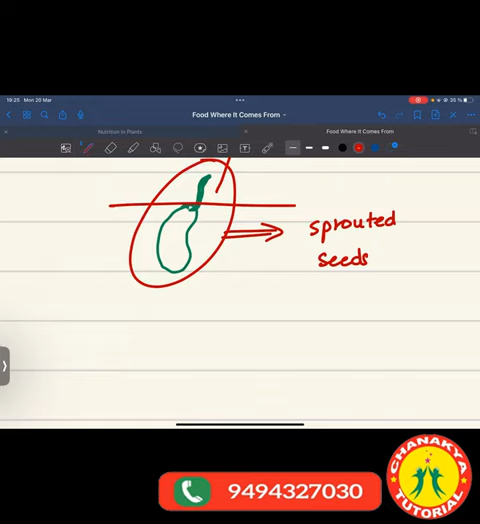 19:25 Mon 20 Mar
35 %
Food Where It Comes From
Nutrition in Plants
Food Where It Comes From
sprouted
seeds
9494327030
CHANAKYA
TUTORIAL